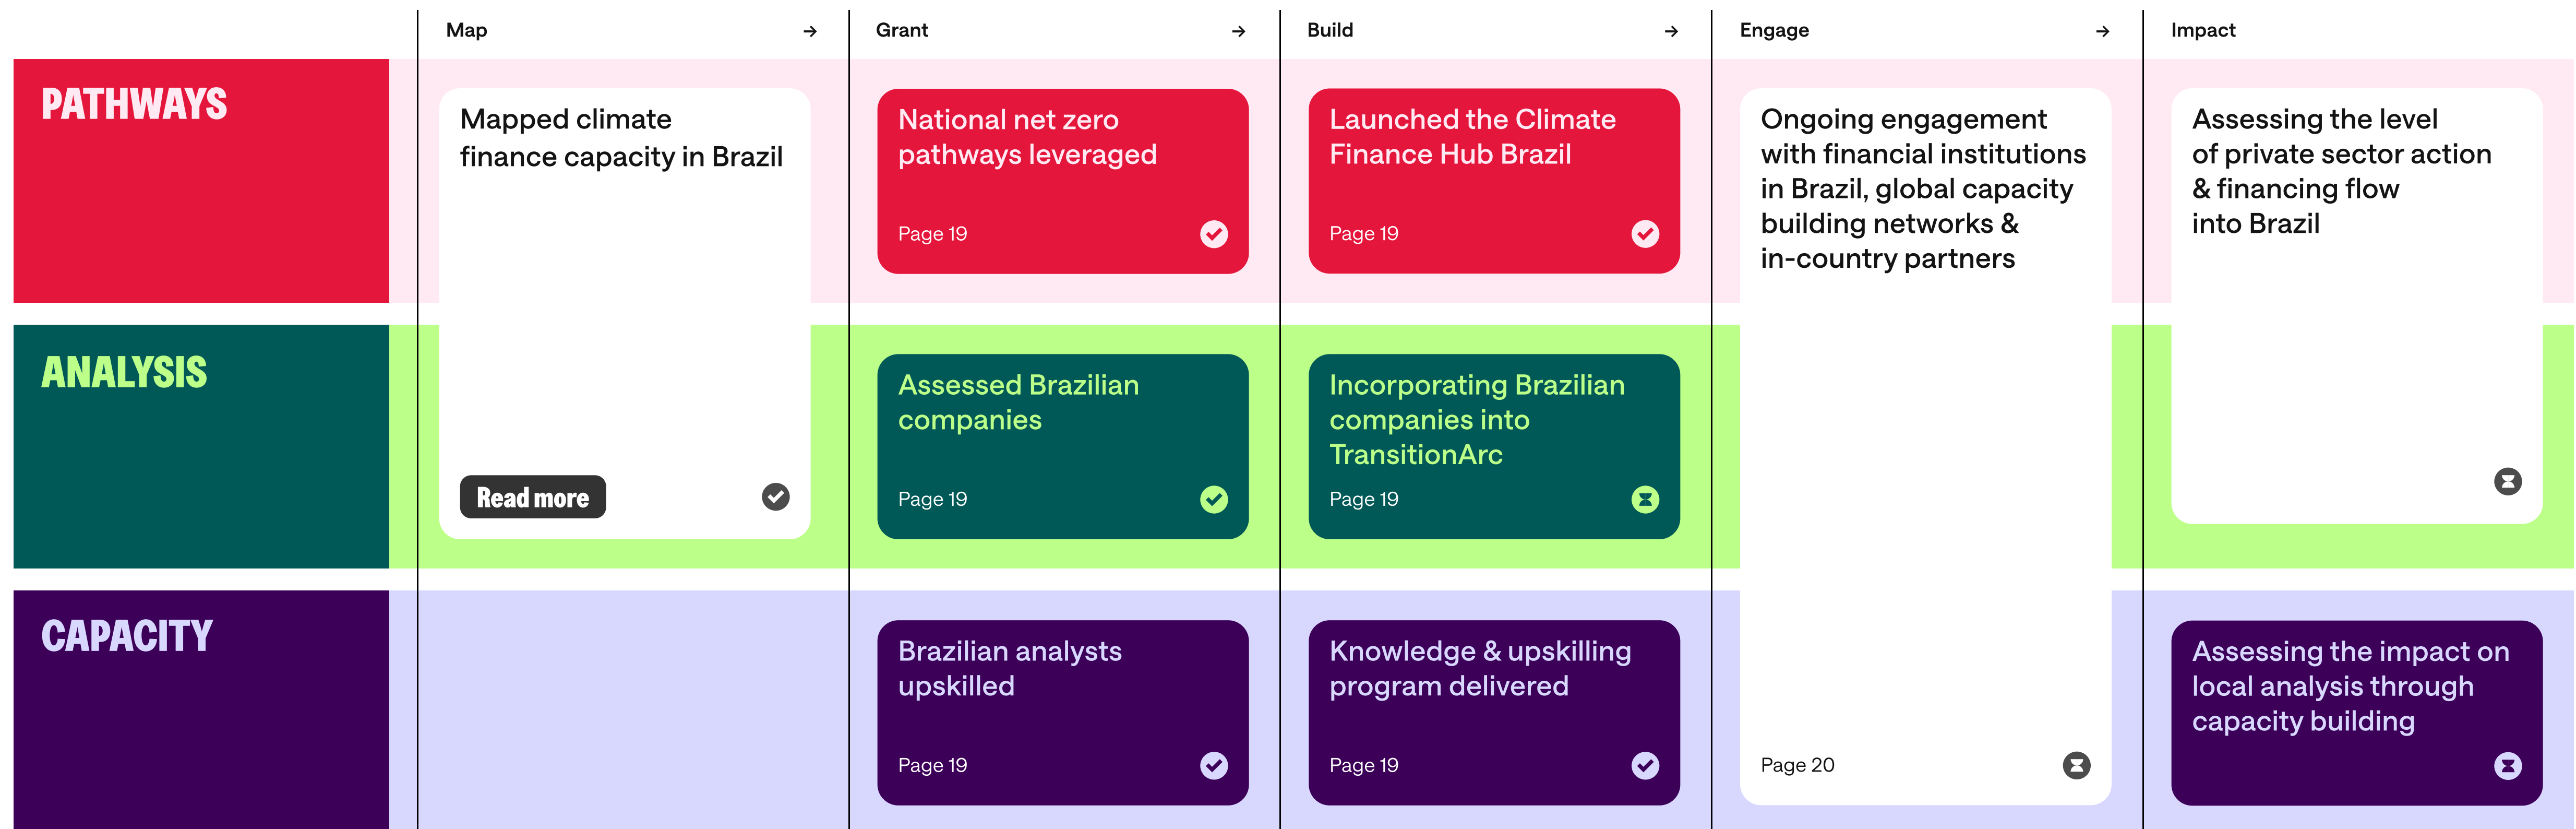 Map →
Grant →
Build →
Engage →
Impact
PATHWAYS
Mapped climate
finance capacity in Brazil
Read more
National net zero
pathways leveraged
Page 19
Launched the Climate
Finance Hub Brazil
Page 19
Ongoing engagement
with financial institutions
in Brazil, global capacity
building networks &
in-country partners
Page 20
Assessing the level
of private sector action
& financing flow
into Brazil
ANALYSIS
Assessed Brazilian
companies
Page 19
Incorporating Brazilian
companies into
TransitionArc
Page 19
CAPACITY
Brazilian analysts
upskilled
Page 19
Knowledge & upskilling
program delivered
Page 19
Assessing the impact on
local analysis through
capacity building